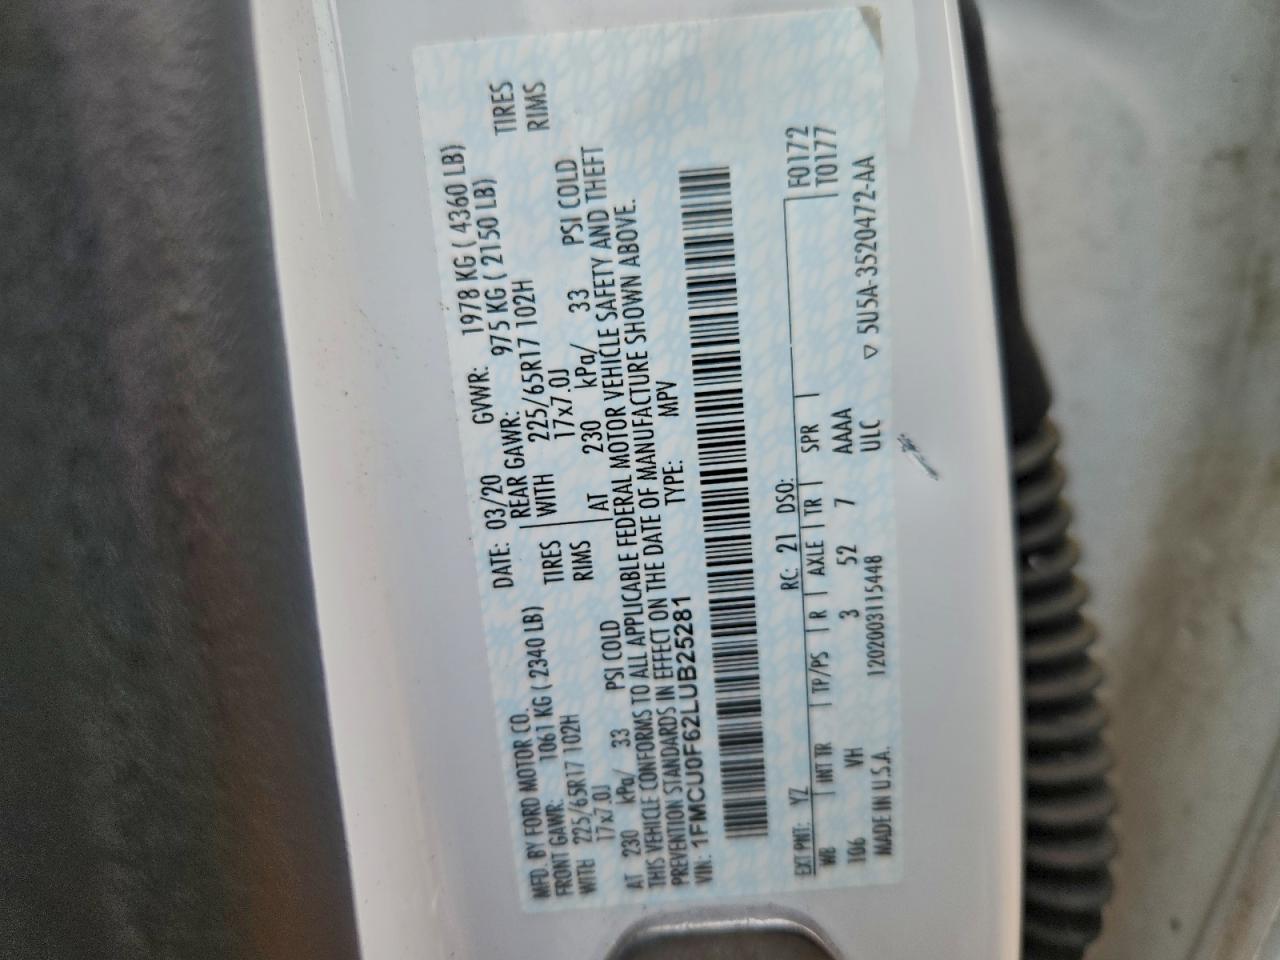 MFD. BY FORD MOTOR CO.
DATE: 03/20 GVWR: 1978 KG ( 4360 LB)
FRONT GAWR: 1061 KG ( 2340 LB) REAR GAWR: 975 KG ( 2150 LB)
WITH 225/65R17 102H TIRES WITH 225/65R17 102H TIRES
17x7.0J RIMS 17x7.0J RIMS
AT 230 kPa/ 33 PSI COLD AT 230 kPa/ 33 PSI COLD
THIS VEHICLE CONFORMS TO ALL APPLICABLE FEDERAL MOTOR VEHICLE SAFETY AND THEFT
PREVENTION STANDARDS IN EFFECT ON THE DATE OF MANUFACTURE SHOWN ABOVE.
VIN: 1FMCU0F62LUB25281 TYPE: MPV
EXT PNT: YZ RC: 21 DSO: F0172
WB INT TR TP/PS R AXLE TR SPR T0177
106 VH 3 52 7 AAAA
MADE IN U.S.A. 1202003115448 ULC ▽ 5U5A-3520472-AA